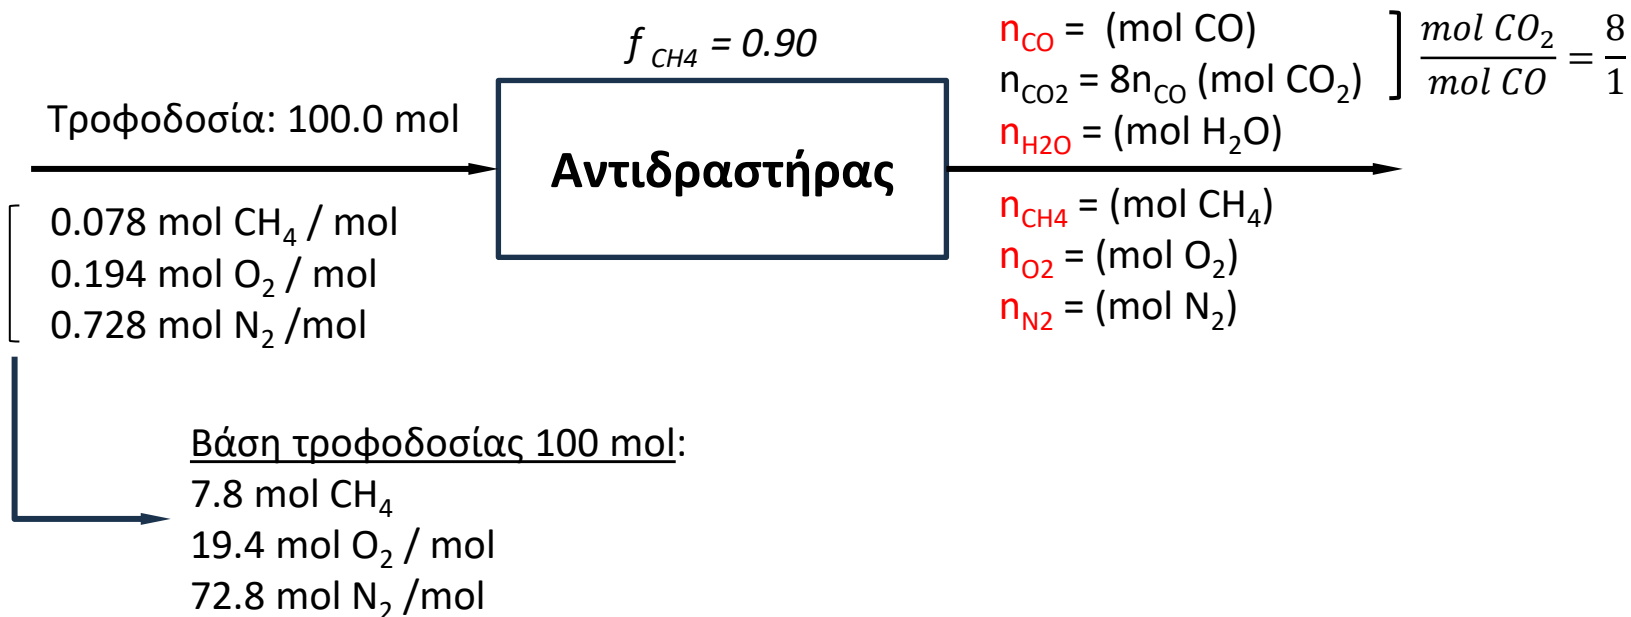 f CH4 = 0.90
Τροφοδοσία: 100.0 mol
0.078 mol CH4 / mol
0.194 mol O2 / mol
0.728 mol N2 /mol
Αντιδραστήρας
nCO = (mol CO)
nCO2 = 8nCO (mol CO2)
nH2O = (mol H2O)
mol CO2 / mol CO = 8/1
nCH4 = (mol CH4)
nO2 = (mol O2)
nN2 = (mol N2)
Βάση τροφοδοσίας 100 mol:
7.8 mol CH4
19.4 mol O2 / mol
72.8 mol N2 /mol